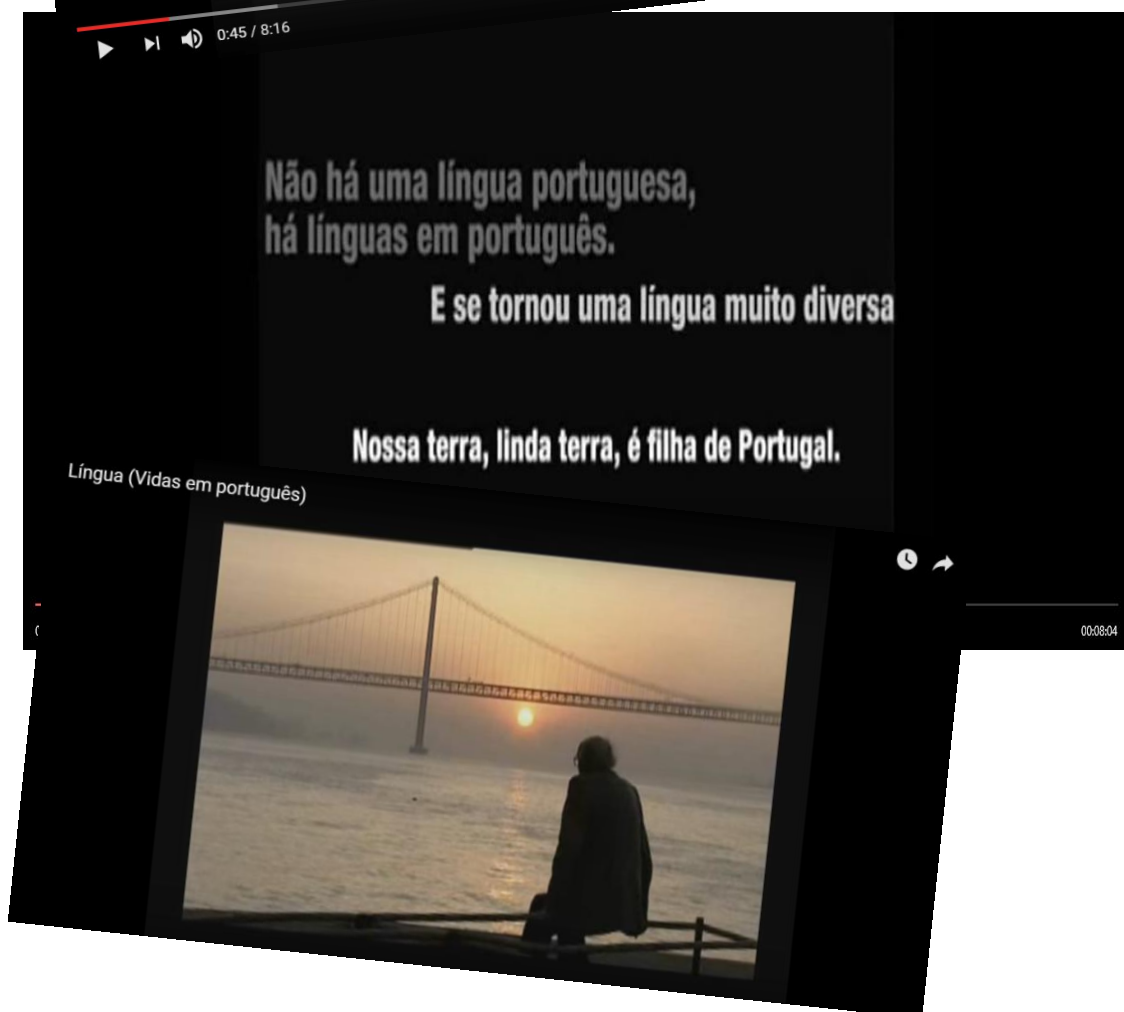 0:45 / 8:16
Não há uma língua portuguesa,
há línguas em português.
E se tornou uma língua muito diversa
Nossa terra, linda terra, é filha de Portugal.
Língua (Vidas em português)
00:08:04